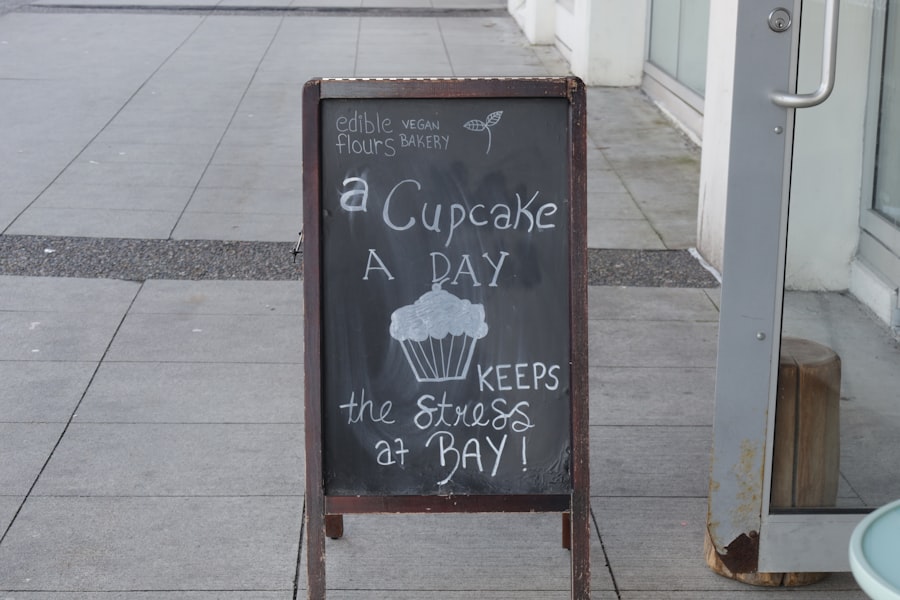 edible VEGAN
flours BAKERY
a Cupcake
A DAY
KEEPS
the stress
at BAY!